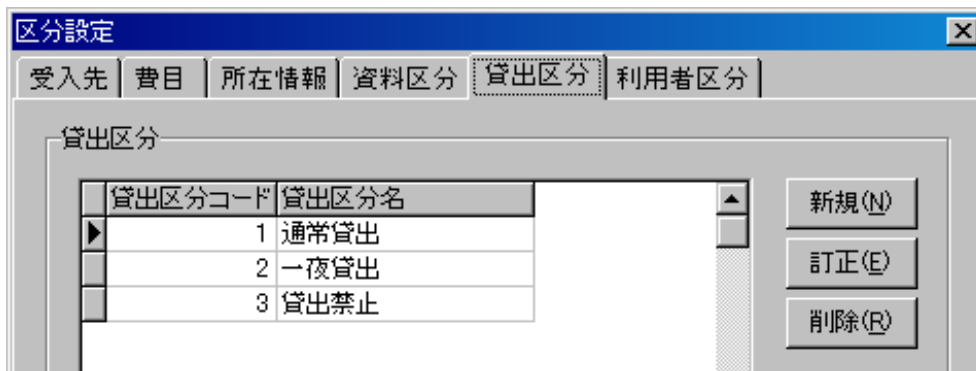 区分設定
受入先 費目 所在情報 資料区分 貸出区分 利用者区分
貸出区分
貸出区分コード 貸出区分名
1 通常貸出
2 一夜貸出
3 貸出禁止
新規(N)
訂正(E)
削除(R)